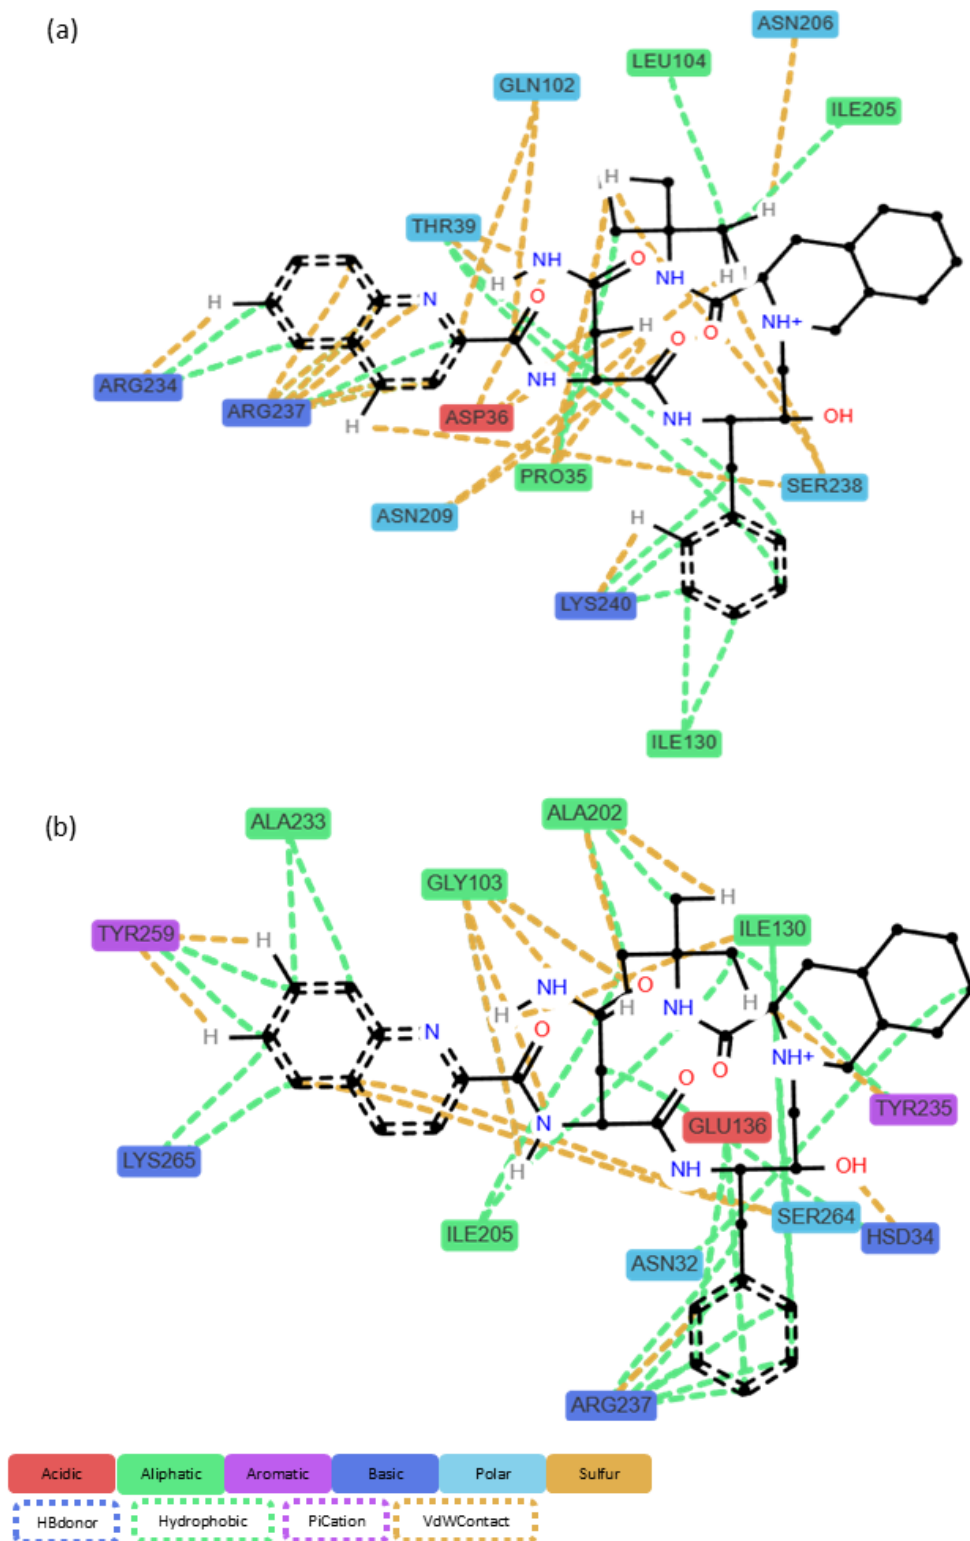 (a)
ASN206
LEU104
GLN102
ILE205
H
H
THR39
NH
O
NH
H
H
H
N
O
O
NH+
H
O
H
ARG234
NH
O
ARG237
ASP36
NH
OH
H
PRO35
SER238
ASN209
H
LYS240
ILE130
(b)
ALA202
ALA233
GLY103
H
TYR259
ILE130
H
NH
O
H
H
NH
H
H
N
O
O
NH+
O
TYR235
GLU136
N
LYS265
H
NH
OH
SER264
ILE205
HSD34
ASN32
ARG237
Acidic Aliphatic Aromatic Basic Polar Sulfur
HBdonor Hydrophobic PiCation VdWContact